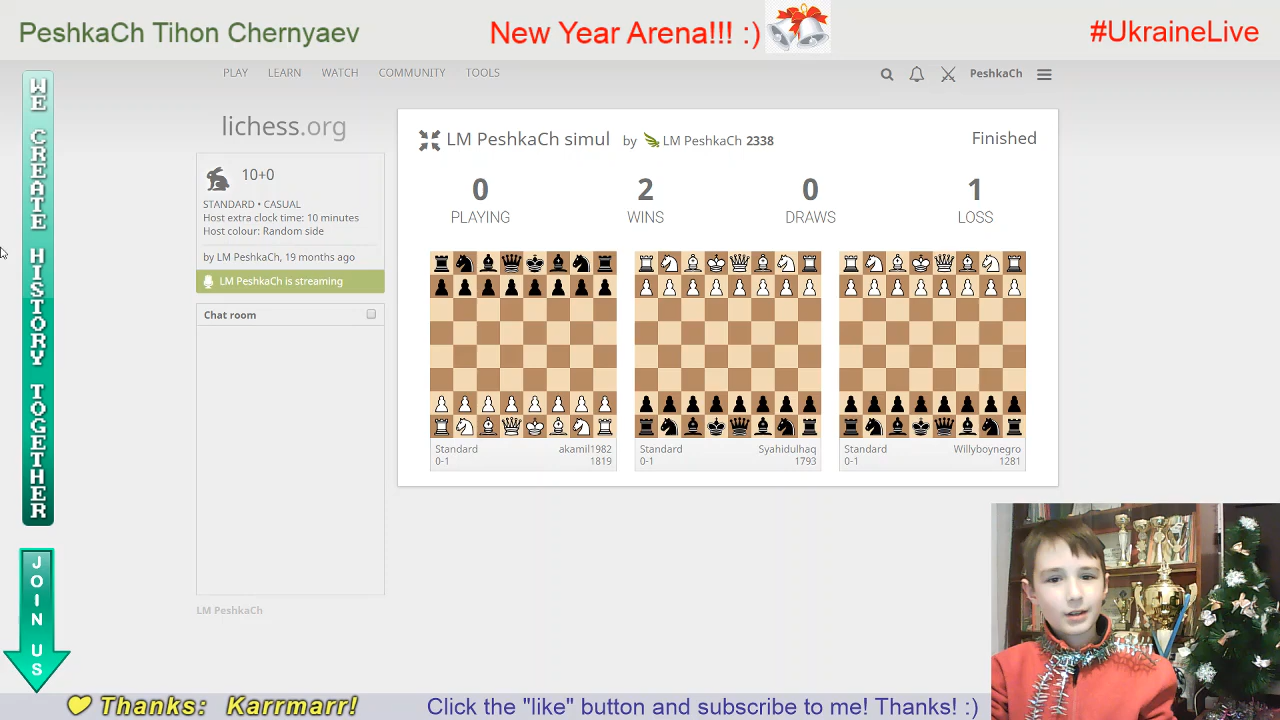 PeshkaCh Tihon Chernyaev
New Year Arena!!! :)
#UkraineLive
WE CREATE HISTORY TOGETHER
JOIN US
PLAY LEARN WATCH COMMUNITY TOOLS
PeshkaCh
lichess.org
10+0
STANDARD • CASUAL
Host extra clock time: 10 minutes
Host colour: Random side
by LM PeshkaCh, 19 months ago
LM PeshkaCh is streaming
Chat room
LM PeshkaCh
LM PeshkaCh simul by LM PeshkaCh 2338
Finished
0 2 0 1
PLAYING WINS DRAWS LOSS
Standard akamil1982
0-1 1819
Standard Syahidulhaq
0-1 1793
Standard Willyboynegro
0-1 1281
Thanks: Karrmarr!
Click the "like" button and subscribe to me! Thanks! :)